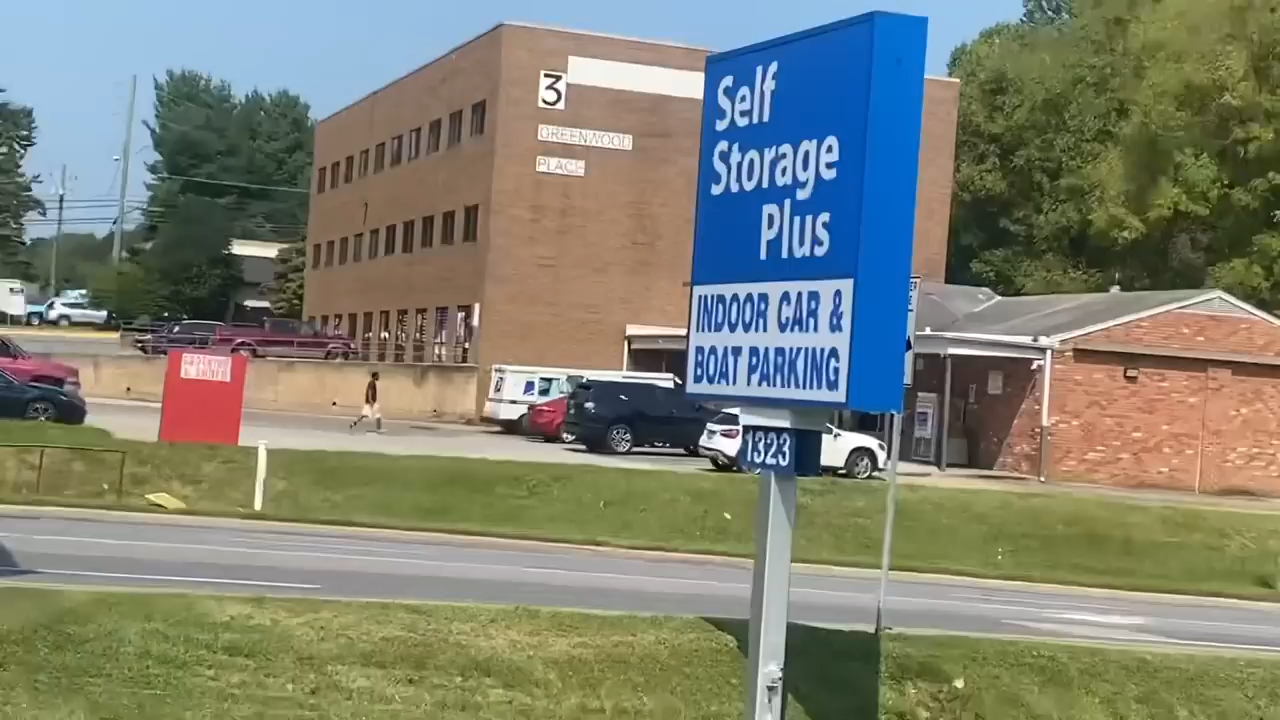 3
GREENWOOD
PLACE
Self
Storage
Plus
INDOOR CAR &
BOAT PARKING
1323